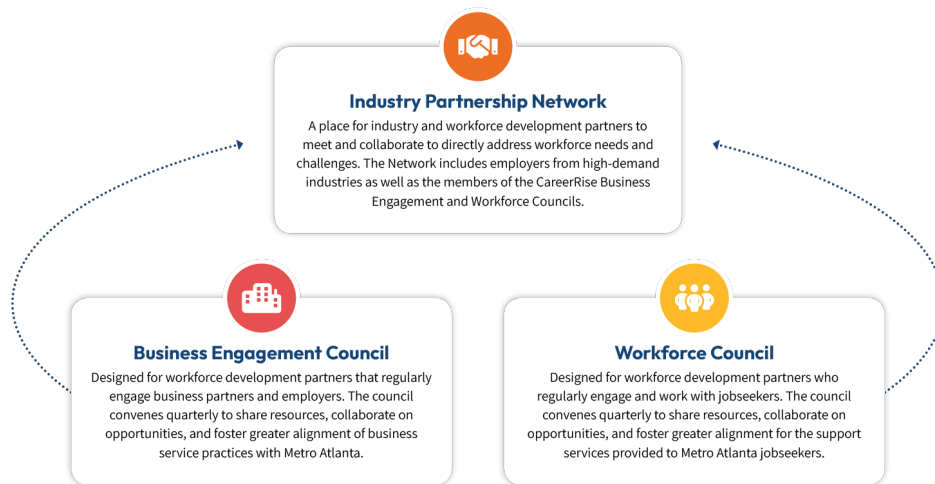 Industry Partnership Network
A place for industry and workforce development partners to
meet and collaborate to directly address workforce needs and
challenges. The Network includes employers from high-demand
industries as well as the members of the CareerRise Business
Engagement and Workforce Councils.
Business Engagement Council
Designed for workforce development partners that regularly
engage business partners and employers. The council
convenes quarterly to share resources, collaborate on
opportunities, and foster greater alignment of business
service practices with Metro Atlanta.
Workforce Council
Designed for workforce development partners who
regularly engage and work with jobseekers. The council
convenes quarterly to share resources, collaborate on
opportunities, and foster greater alignment for the support
services provided to Metro Atlanta jobseekers.